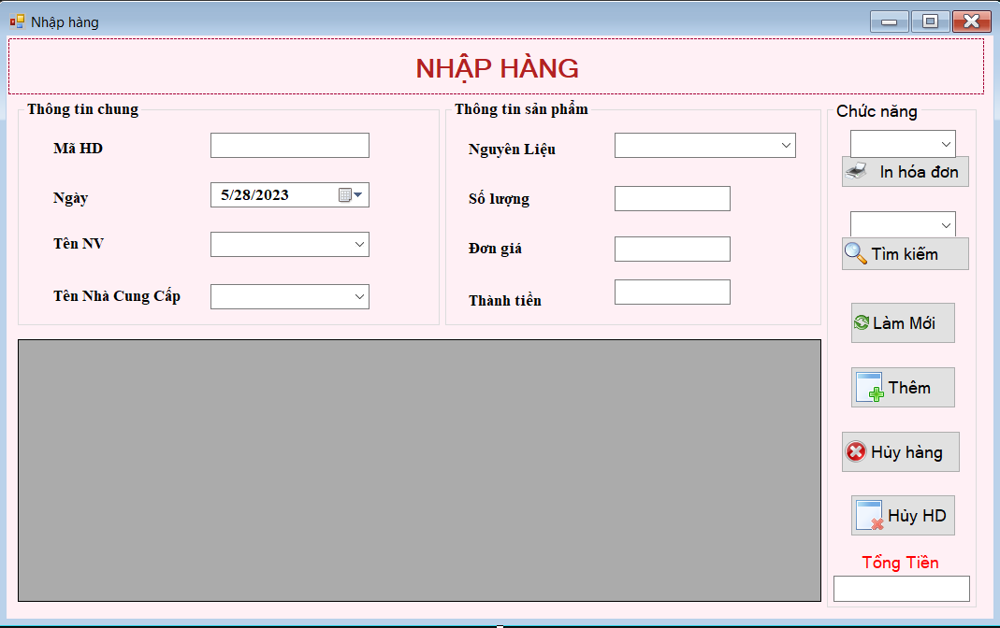 Nhập hàng
NHẬP HÀNG
Thông tin chung
Mã HD
Ngày
5/28/2023
Tên NV
Tên Nhà Cung Cấp
Thông tin sản phẩm
Nguyên Liệu
Số lượng
Đơn giá
Thành tiền
Chức năng
In hóa đơn
Tìm kiếm
Làm Mới
Thêm
Hủy hàng
Hủy HD
Tổng Tiền